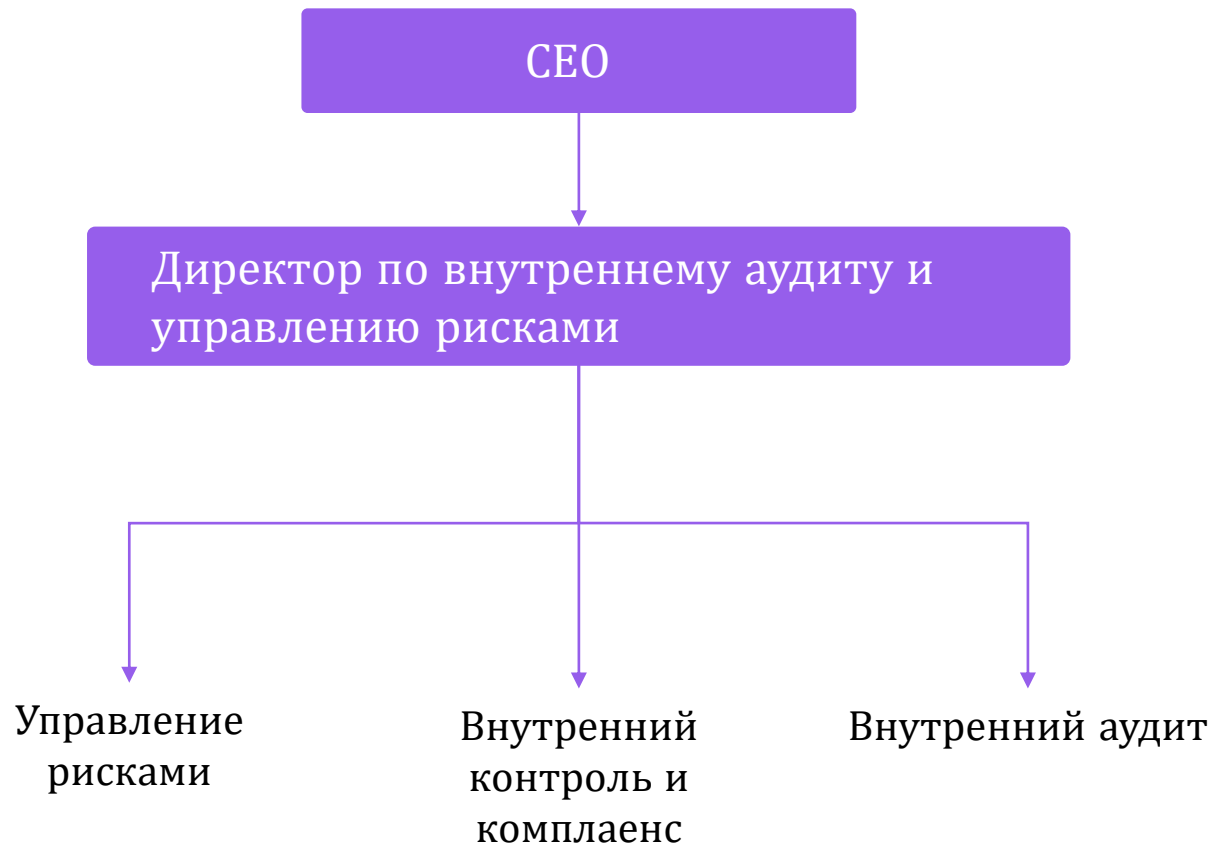 CEO
Директор по внутреннему аудиту и
управлению рисками
Управление
рисками
Внутренний
контроль и
комплаенс
Внутренний аудит